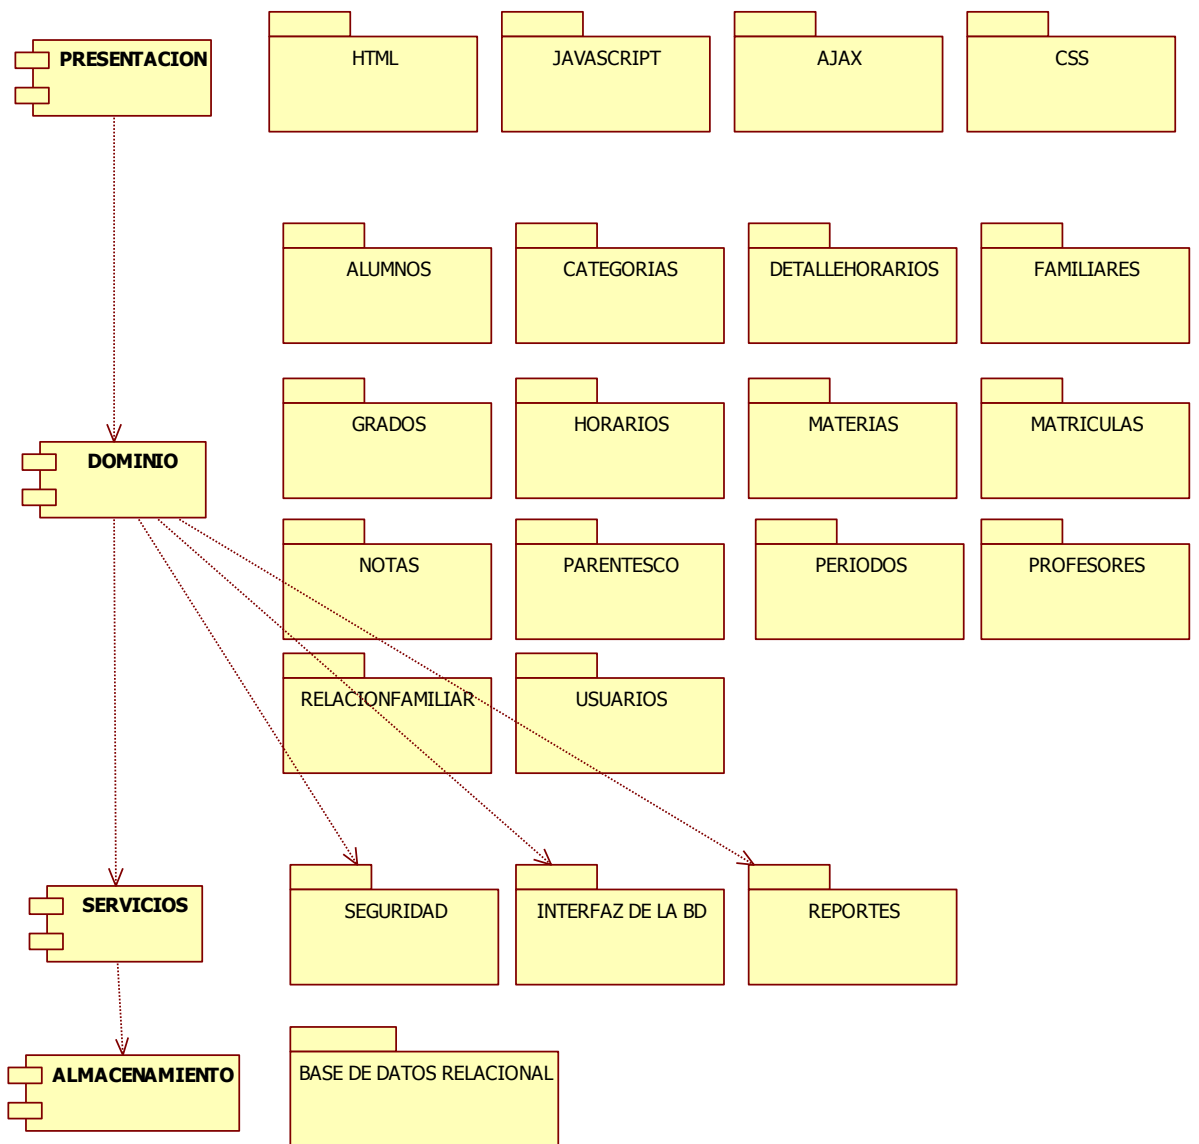 PRESENTACION
HTML
JAVASCRIPT
AJAX
CSS
ALUMNOS
CATEGORIAS
DETALLEHORARIOS
FAMILIARES
GRADOS
HORARIOS
MATERIAS
MATRICULAS
DOMINIO
NOTAS
PARENTESCO
PERIODOS
PROFESORES
RELACIONFAMILIAR
USUARIOS
SERVICIOS
SEGURIDAD
INTERFAZ DE LA BD
REPORTES
ALMACENAMIENTO
BASE DE DATOS RELACIONAL